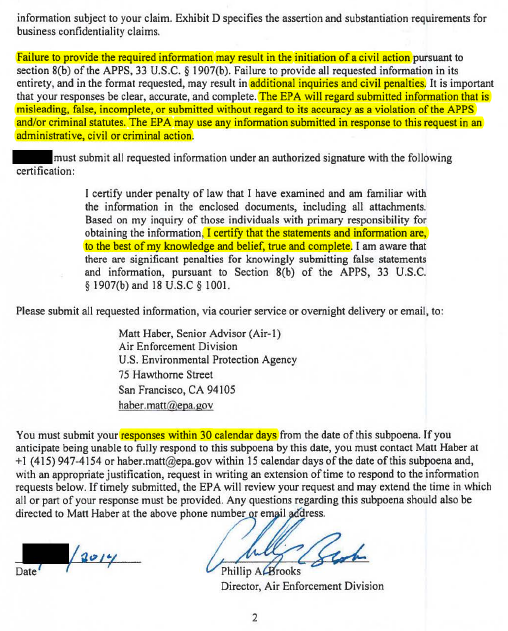 information subject to your claim. Exhibit D specifies the assertion and substantiation requirements for
business confidentiality claims.
Failure to provide the required information may result in the initiation of a civil action pursuant to
section 8(b) of the APPS, 33 U.S.C. § 1907(b). Failure to provide all requested information in its
entirety, and in the format requested, may result in additional inquiries and civil penalties. It is important
that your responses be clear, accurate, and complete. The EPA will regard submitted information that is
misleading, false, incomplete, or submitted without regard to its accuracy as a violation of the APPS
and/or criminal statutes. The EPA may use any information submitted in response to this request in an
administrative, civil or criminal action.
must submit all requested information under an authorized signature with the following
certification:
I certify under penalty of law that I have examined and am familiar with
the information in the enclosed documents, including all attachments.
Based on my inquiry of those individuals with primary responsibility for
obtaining the information, I certify that the statements and information are,
to the best of my knowledge and belief, true and complete. I am aware that
there are significant penalties for knowingly submitting false statements
and information, pursuant to Section 8(b) of the APPS, 33 U.S.C.
§ 1907(b) and 18 U.S.C § 1001.
Please submit all requested information, via courier service or overnight delivery or email, to:
Matt Haber, Senior Advisor (Air-1)
Air Enforcement Division
U.S. Environmental Protection Agency
75 Hawthorne Street
San Francisco, CA 94105
haber.matt@epa.gov
You must submit your responses within 30 calendar days from the date of this subpoena. If you
anticipate being unable to fully respond to this subpoena by this date, you must contact Matt Haber at
+1 (415) 947-4154 or haber.matt@epa.gov within 15 calendar days of the date of this subpoena and,
with an appropriate justification, request in writing an extension of time to respond to the information
requests below. If timely submitted, the EPA will review your request and may extend the time in which
all or part of your response must be provided. Any questions regarding this subpoena should also be
directed to Matt Haber at the above phone number or email address.
/2014
Date
Phillip A. Brooks
Director, Air Enforcement Division
2